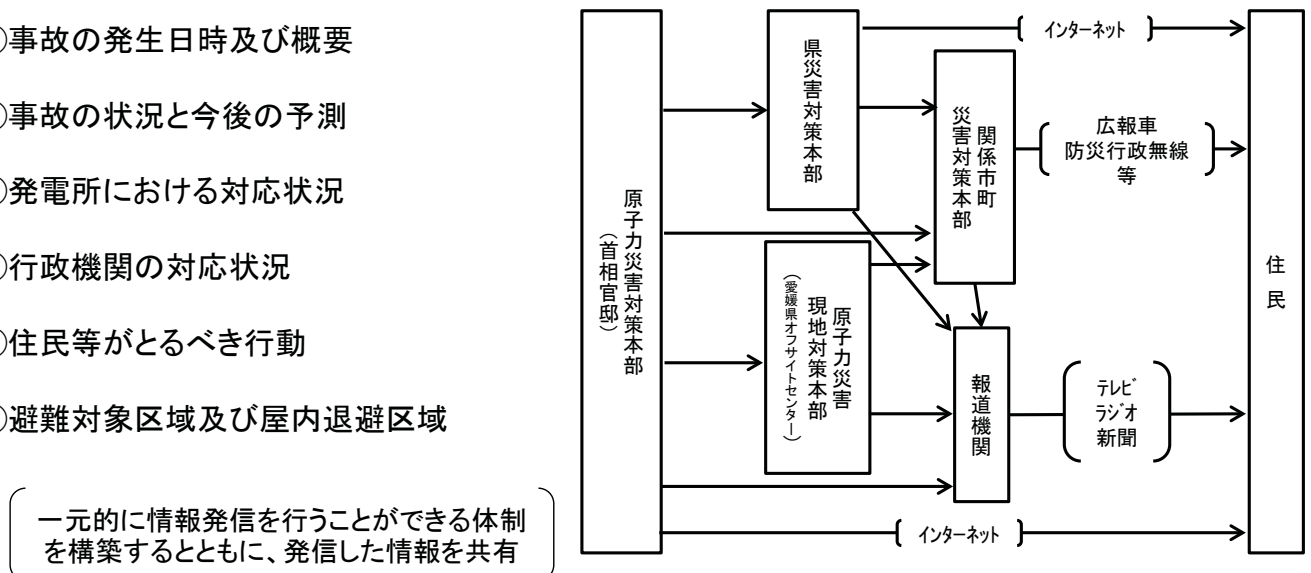 事故の発生日時及び概要
事故の状況と今後の予測
発電所における対応状況
行政機関の対応状況
住民等がとるべき行動
避難対象区域及び屋内退避区域
一元的に情報発信を行うことができる体制
を構築するとともに、発信した情報を共有
原子力災害対策本部
（首相官邸）
県災害対策本部
関係市町
災害対策本部
原子力災害
現地対策本部
（愛媛県オフサイトセンター）
報道機関
インターネット
広報車
防災行政無線
等
テレビ
ラジオ
新聞
インターネット
住民